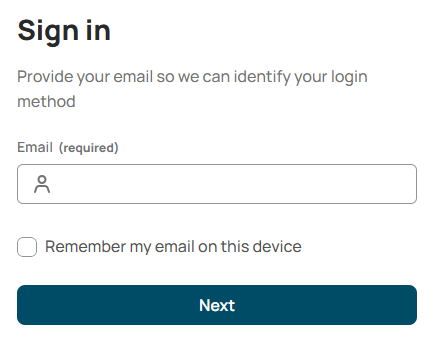 Sign in
Provide your email so we can identify your login
method
Email (required)
Remember my email on this device
Next